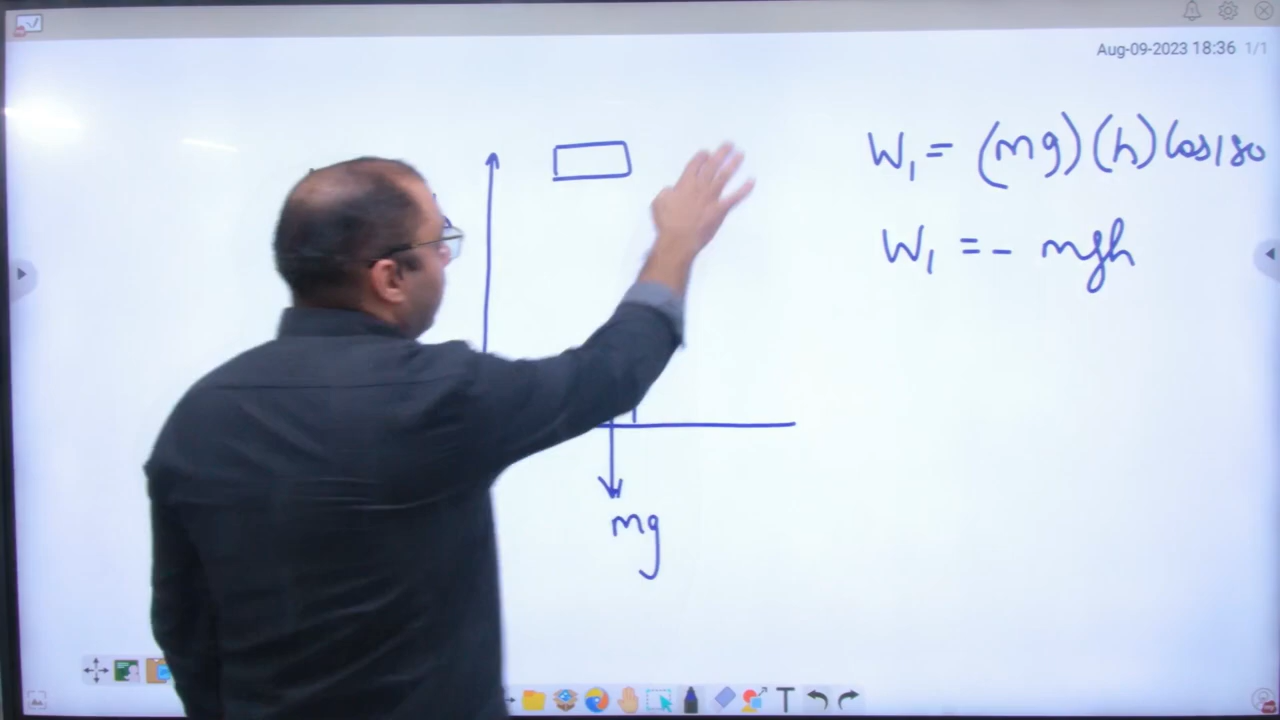 Aug-09-2023 18:36 1/1
W₁ = (mg)(h) Cos180
W₁ = - mgh
mg
T